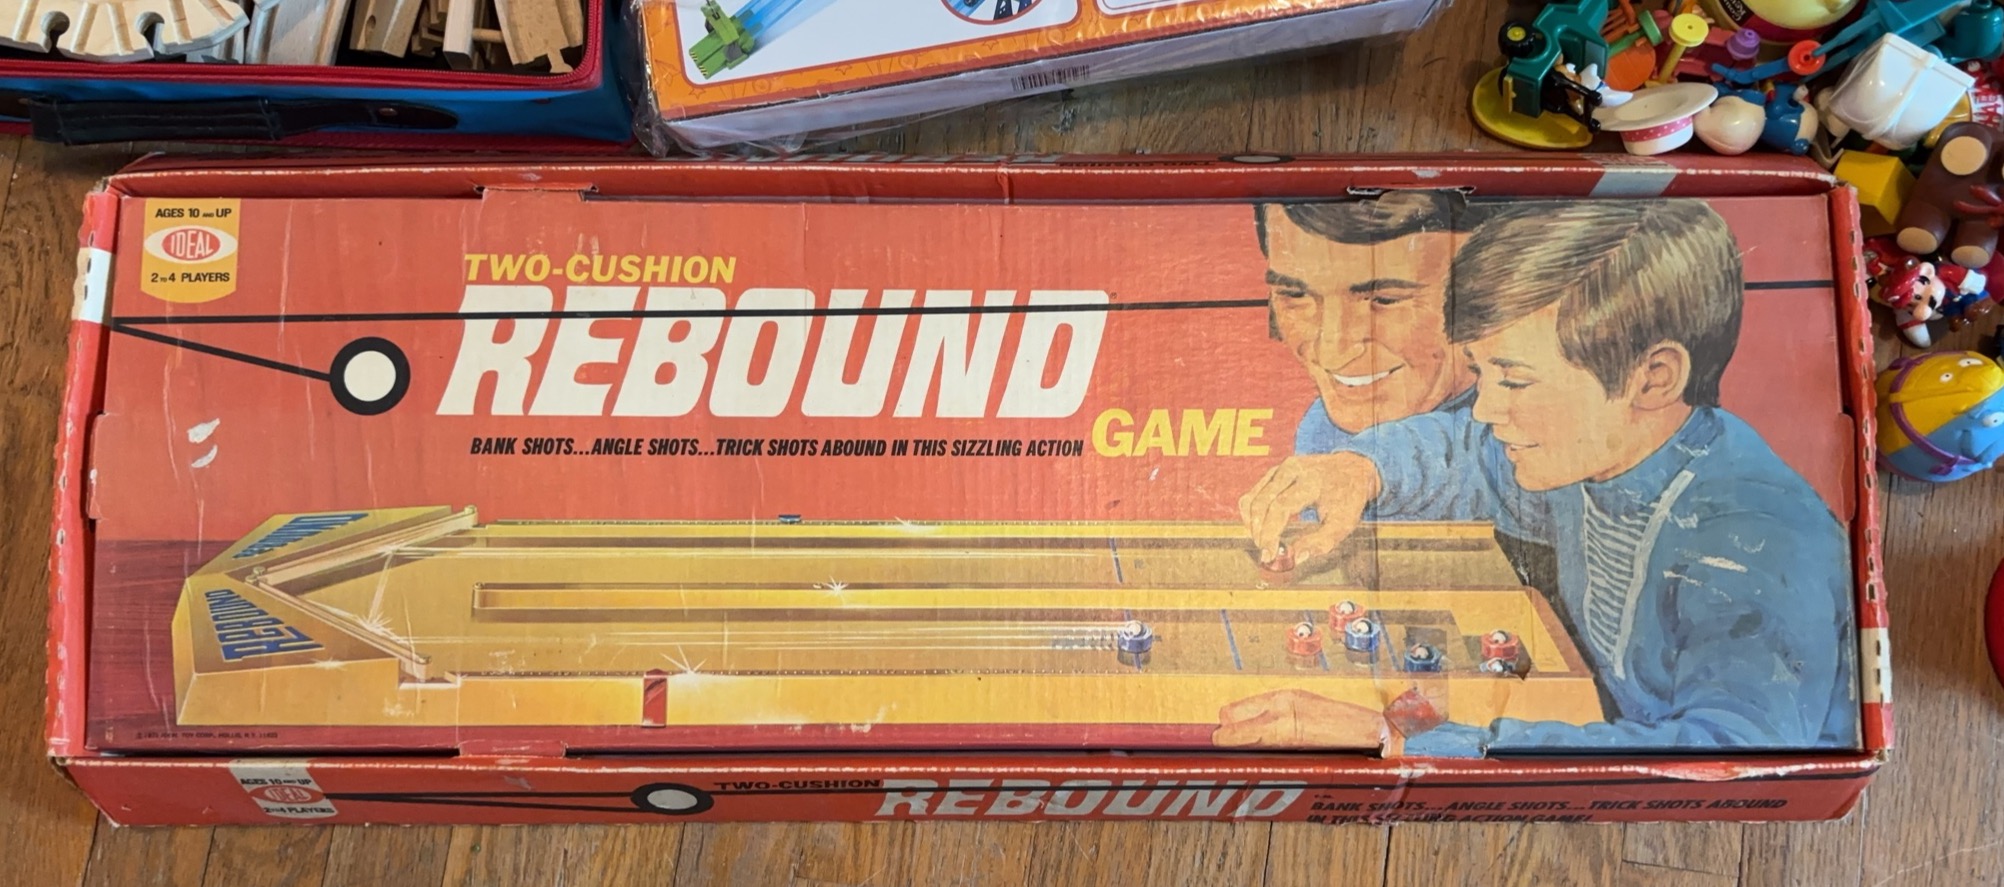 TWO-CUSHION
AGES 10 AND UP
IDEAL
2 TO 4 PLAYERS
TWO-CUSHION
REBOUND
BANK SHOTS...ANGLE SHOTS...TRICK SHOTS ABOUND IN THIS SIZZLING ACTION GAME
REBOUND
AGES 10 AND UP
IDEAL
2 TO 4 PLAYERS
TWO-CUSHION
REBOUND
BANK SHOTS...ANGLE SHOTS...TRICK SHOTS ABOUND
IN THIS SIZZLING ACTION GAME!